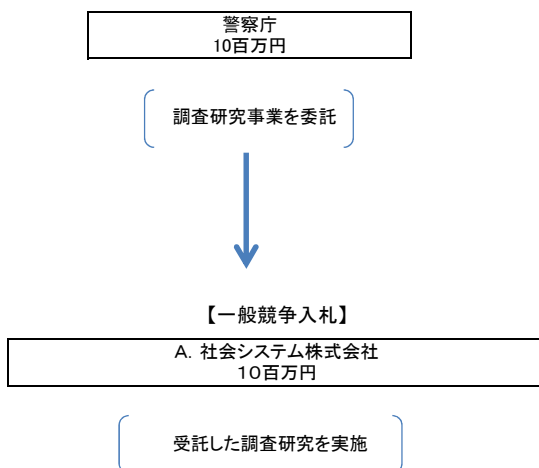 警察庁
10百万円
調査研究事業を委託
【一般競争入札】
A. 社会システム株式会社
10百万円
受託した調査研究を実施